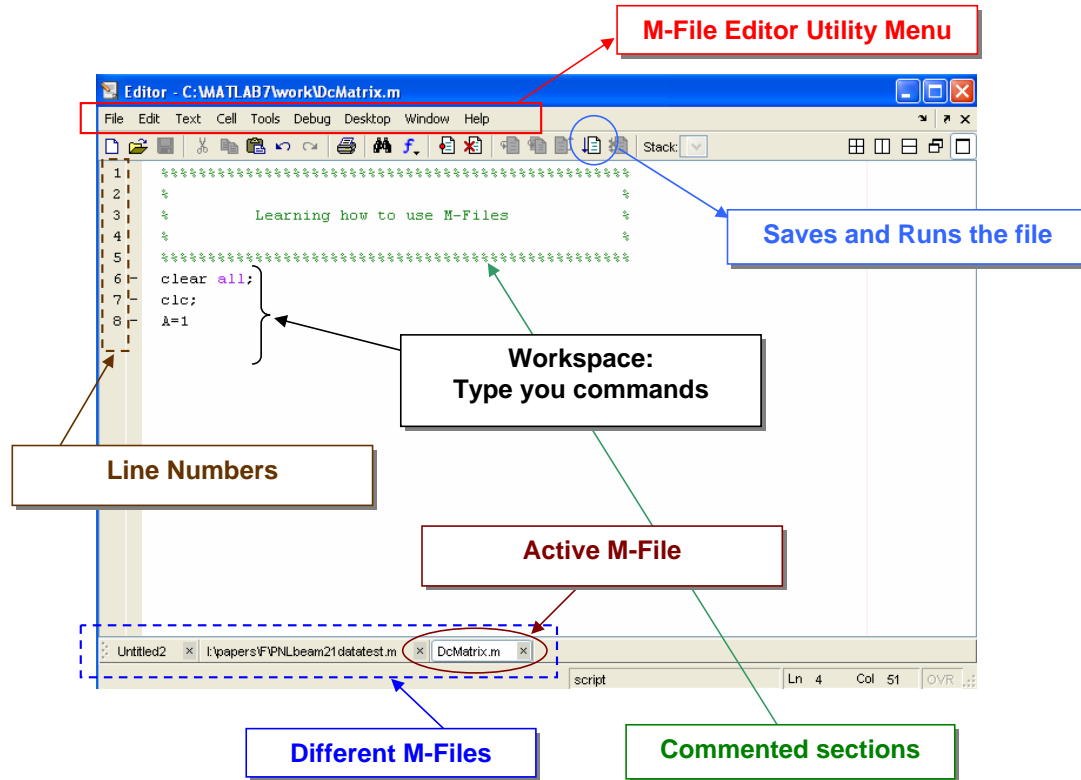 M-File Editor Utility Menu
Editor - C:\MATLAB7\work\DcMatrix.m
File Edit Text Cell Tools Debug Desktop Window Help
Stack:
1 %%%%%%%%%%%%%%%%%%%%%%%%%%%%%%%%%%%%%%%%%%%%%%%%%%
2 % %
3 % Learning how to use M-Files %
4 % %
5 %%%%%%%%%%%%%%%%%%%%%%%%%%%%%%%%%%%%%%%%%%%%%%%%%%
Saves and Runs the file
6 - clear all;
7 - clc;
8 - A=1
Workspace:
Type you commands
Line Numbers
Active M-File
Untitled2 × I:\papers\F\PNLbeam21datatest.m × DcMatrix.m ×
script Ln 4 Col 51 OVR
Different M-Files
Commented sections